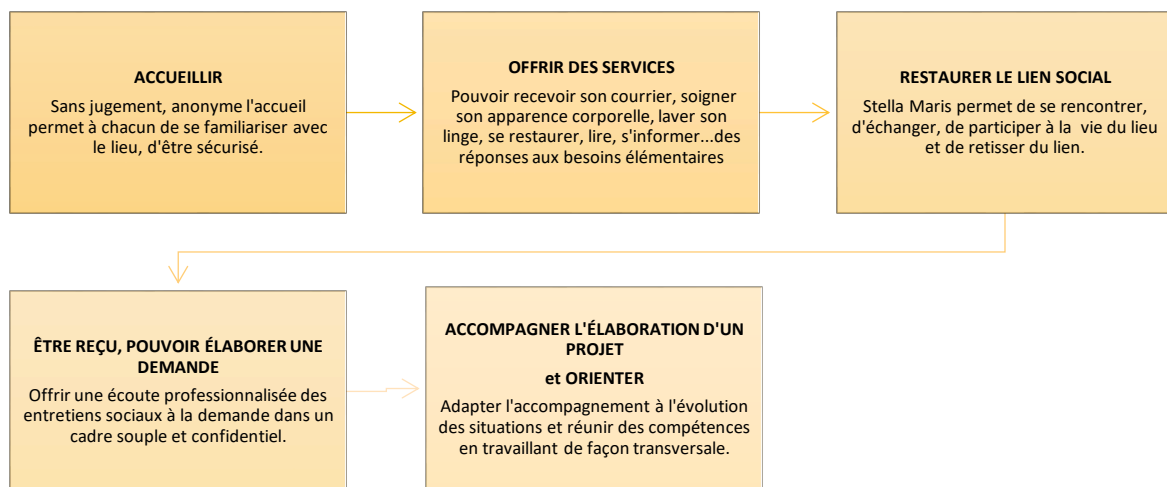 ACCUEILLIR
Sans jugement, anonyme l'accueil
permet à chacun de se familiariser avec
le lieu, d'être sécurisé.
OFFRIR DES SERVICES
Pouvoir recevoir son courrier, soigner
son apparence corporelle, laver son
linge, se restaurer, lire, s'informer...des
réponses aux besoins élémentaires
RESTAURER LE LIEN SOCIAL
Stella Maris permet de se rencontrer,
d'échanger, de participer à la vie du lieu
et de retisser du lien.
ÊTRE REÇU, POUVOIR ÉLABORER UNE
DEMANDE
Offrir une écoute professionnalisée des
entretiens sociaux à la demande dans un
cadre souple et confidentiel.
ACCOMPAGNER L'ÉLABORATION D'UN
PROJET
et ORIENTER
Adapter l'accompagnement à l'évolution
des situations et réunir des compétences
en travaillant de façon transversale.